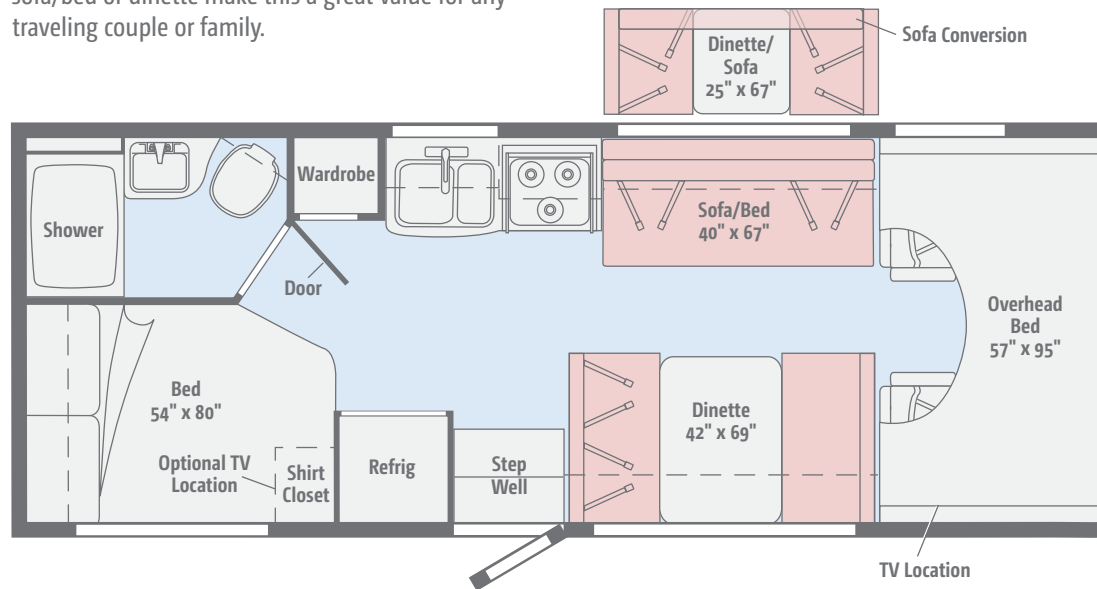 sofa/bed or dinette make this a great value for any
traveling couple or family.
Dinette/
Sofa
25" x 67"
Sofa Conversion
Shower
Wardrobe
Door
Sofa/Bed
40" x 67"
Overhead
Bed
57" x 95"
Bed
54" x 80"
Optional TV
Location
Shirt
Closet
Refrig
Step
Well
Dinette
42" x 69"
TV Location